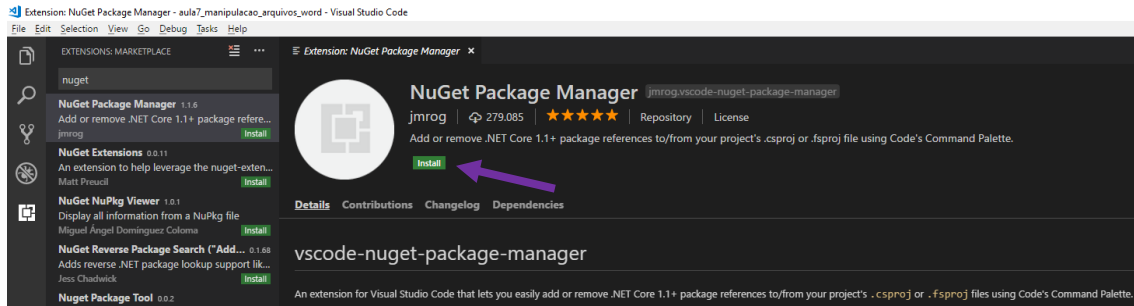 Extension: NuGet Package Manager - aula7_manipulacao_arquivos_word - Visual Studio Code
File Edit Selection View Go Debug Tasks Help
EXTENSIONS: MARKETPLACE
nuget
NuGet Package Manager 1.1.6
Add or remove .NET Core 1.1+ package refere...
jmrog Install
NuGet Extensions 0.0.11
An extension to help leverage the nuget-exten...
Matt Preucil Install
NuGet NuPkg Viewer 1.0.1
Display all information from a NuPkg file
Miguel Ángel Domínguez Coloma Install
NuGet Reverse Package Search ("Add... 0.1.68
Adds reverse .NET package lookup support lik...
Jess Chadwick Install
Nuget Package Tool 0.0.2
Extension: NuGet Package Manager ×
NuGet Package Manager jmrog.vscode-nuget-package-manager
jmrog 279.085 Repository License
Add or remove .NET Core 1.1+ package references to/from your project's .csproj or .fsproj file using Code's Command Palette.
Install
Details Contributions Changelog Dependencies
vscode-nuget-package-manager
An extension for Visual Studio Code that lets you easily add or remove .NET Core 1.1+ package references to/from your project's .csproj or .fsproj files using Code's Command Palette.